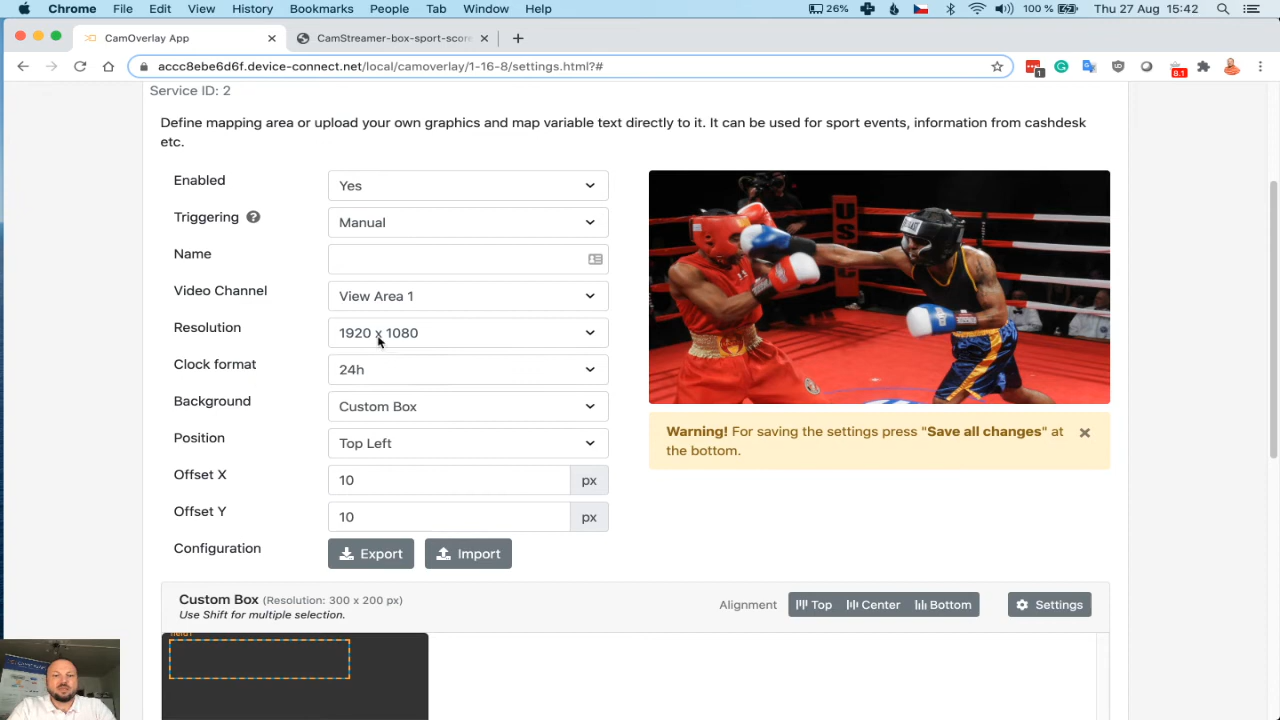 Chrome File Edit View History Bookmarks People Tab Window Help 26% 100 % Thu 27 Aug 15:42
CamOverlay App CamStreamer-box-sport-score
accc8ebe6d6f.device-connect.net/local/camoverlay/1-16-8/settings.html?# 1 8.1
Service ID: 2
Define mapping area or upload your own graphics and map variable text directly to it. It can be used for sport events, information from cashdesk
etc.
Enabled Yes
Triggering ? Manual
Name
Video Channel View Area 1
Resolution 1920 x 1080
Clock format 24h
Background Custom Box
Position Top Left
Offset X 10 px
Offset Y 10 px
Configuration Export Import
Warning! For saving the settings press "Save all changes" at
the bottom.
Custom Box (Resolution: 300 x 200 px) Alignment Top Center Bottom Settings
Use Shift for multiple selection.
field1